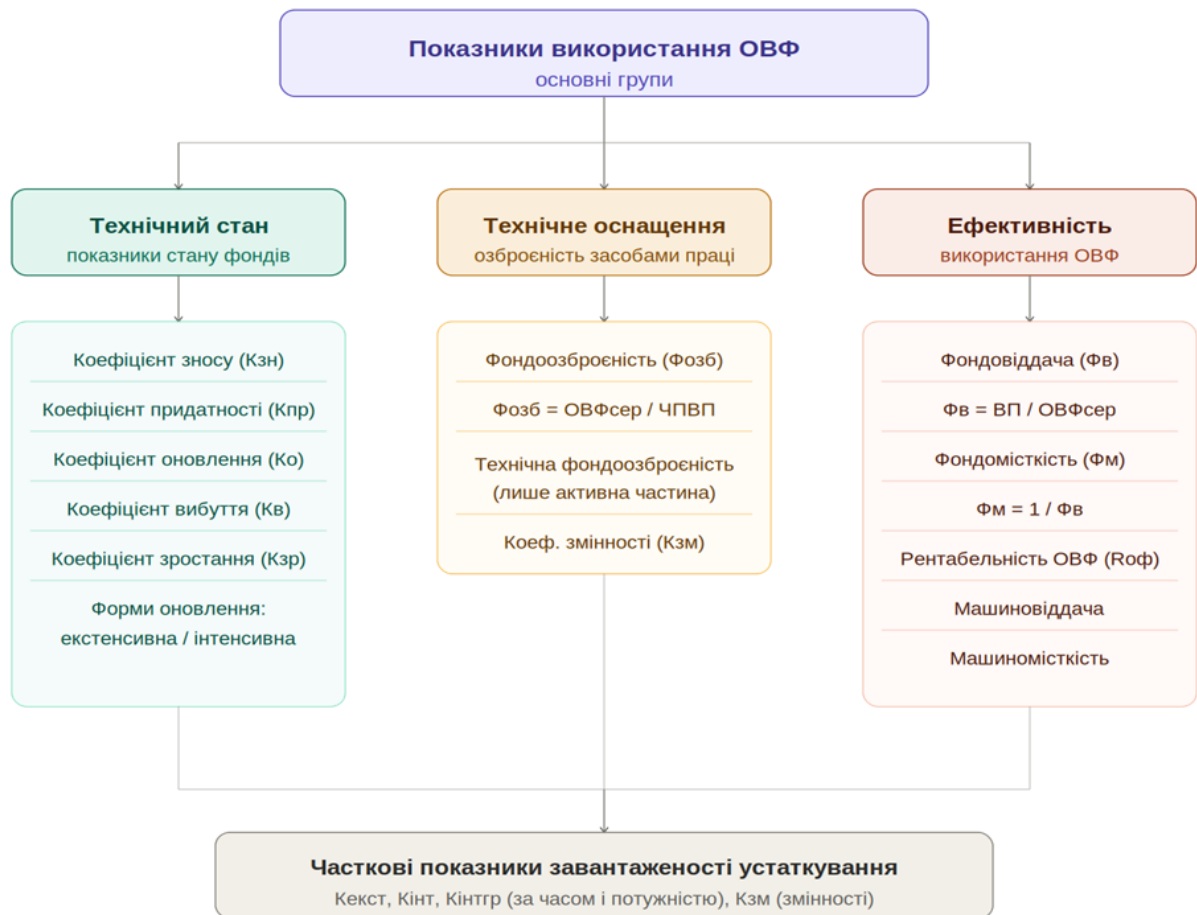 Показники використання ОВФ
основні групи
Технічний стан
показники стану фондів
Коефіцієнт зносу (Кзн)
Коефіцієнт придатності (Кпр)
Коефіцієнт оновлення (Ко)
Коефіцієнт вибуття (Кв)
Коефіцієнт зростання (Кзр)
Форми оновлення:
екстенсивна / інтенсивна
Технічне оснащення
озброєність засобами праці
Фондоозброєність (Фозб)
Фозб = ОВФсер / ЧПВП
Технічна фондоозброєність
(лише активна частина)
Коеф. змінності (Кзм)
Ефективність
використання ОВФ
Фондовіддача (Фв)
Фв = ВП / ОВФсер
Фондомісткість (Фм)
Фм = 1 / Фв
Рентабельність ОВФ (Rоф)
Машиновіддача
Машиномісткість
Часткові показники завантаженості устаткування
Кекст, Кінт, Кінтгр (за часом і потужністю), Кзм (змінності)